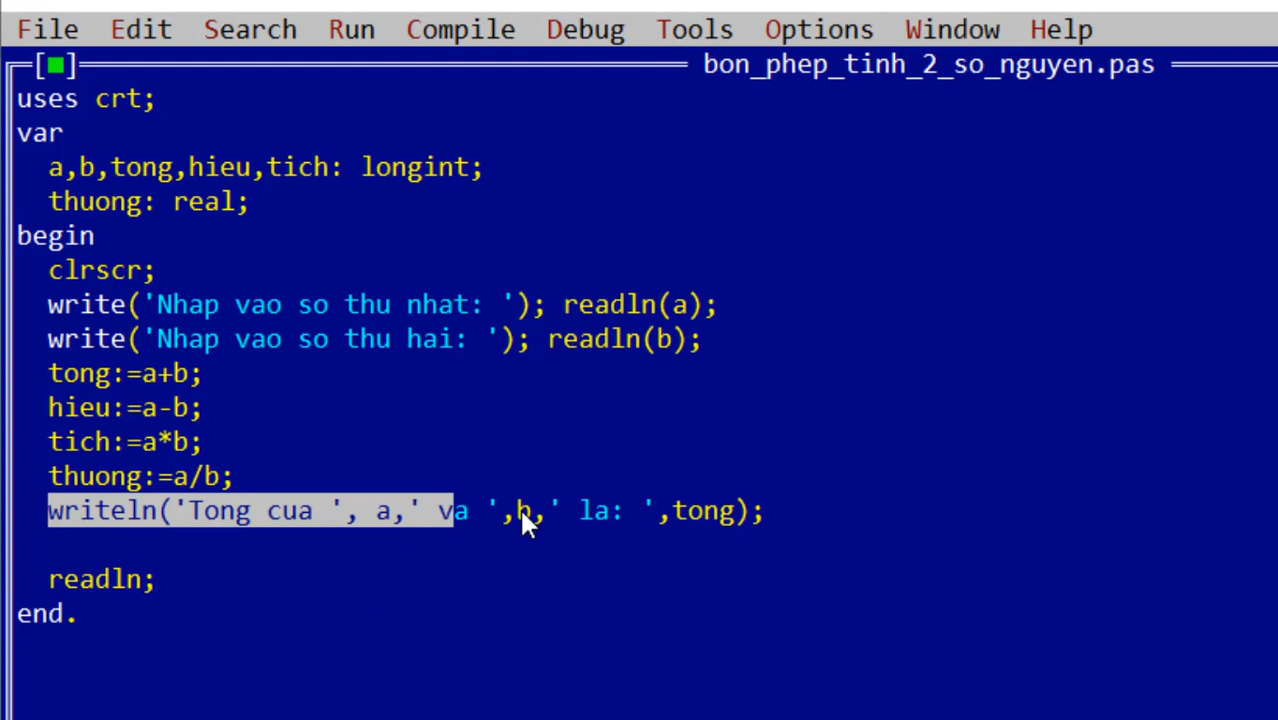 File Edit Search Run Compile Debug Tools Options Window Help
[■] bon_phep_tinh_2_so_nguyen.pas
uses crt;
var
a,b,tong,hieu,tich: longint;
thuong: real;
begin
clrscr;
write('Nhap vao so thu nhat: '); readln(a);
write('Nhap vao so thu hai: '); readln(b);
tong:=a+b;
hieu:=a-b;
tich:=a*b;
thuong:=a/b;
writeln('Tong cua ', a,' va ',b,' la: ',tong);
readln;
end.